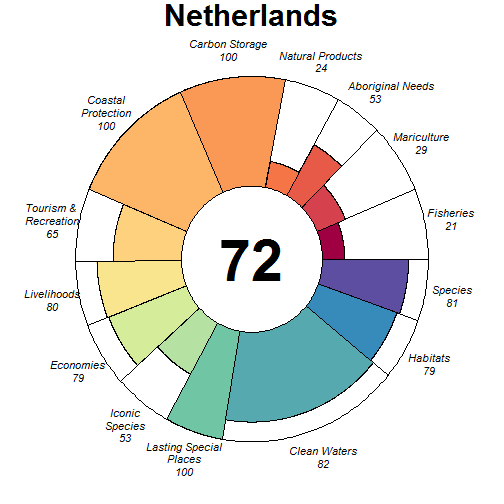 Netherlands
Carbon Storage
100
Natural Products
24
Aboriginal Needs
53
Mariculture
29
Fisheries
21
Species
81
Habitats
79
Clean Waters
82
Lasting Special
Places
100
Iconic
Species
53
Economies
79
Livelihoods
80
Tourism &
Recreation
65
Coastal
Protection
100
72